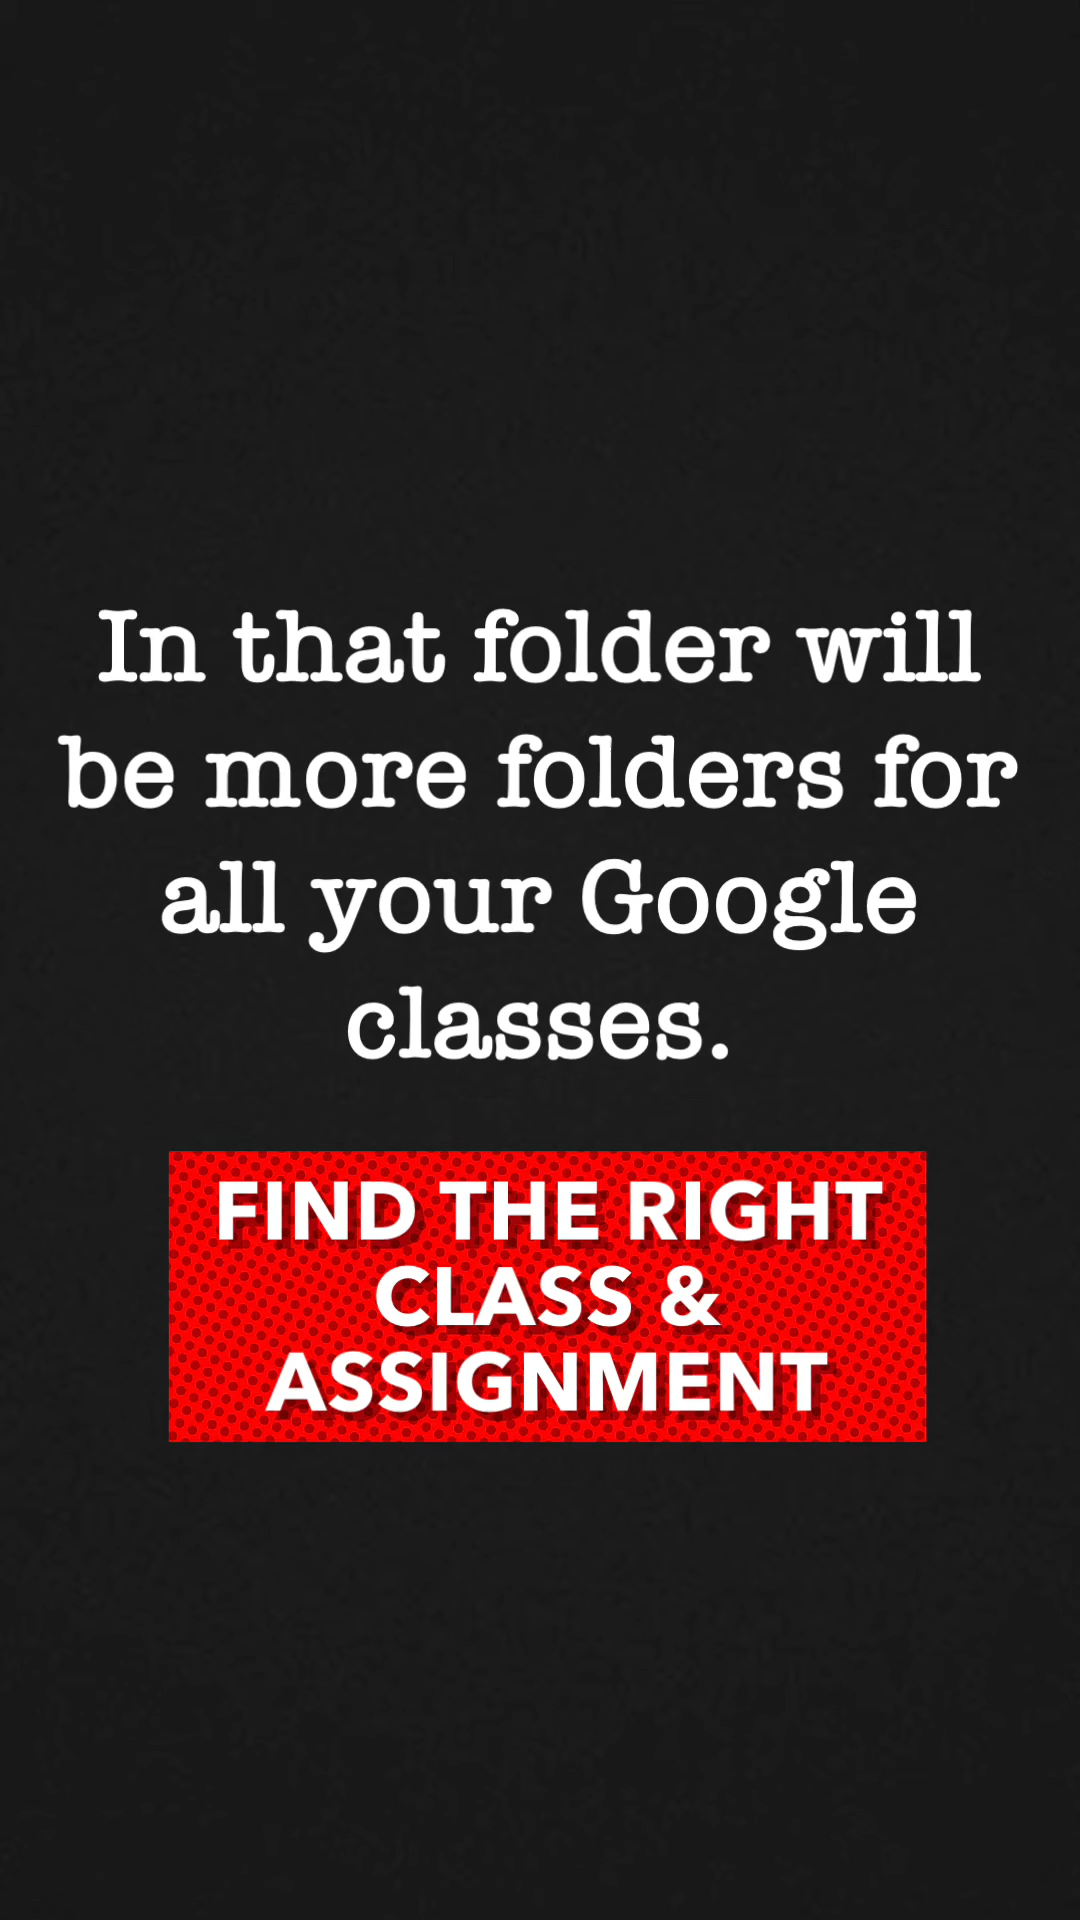 In that folder will
be more folders for
all your Google
classes.
FIND THE RIGHT
CLASS &
ASSIGNMENT